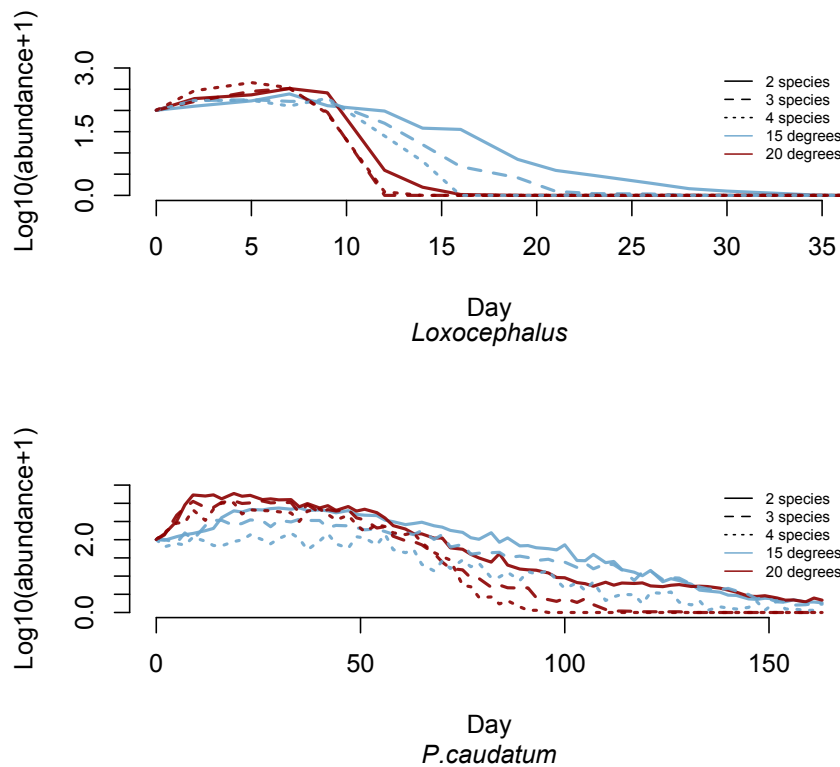 Log10(abundance+1)
3.0
1.5
0.0
2 species
3 species
4 species
15 degrees
20 degrees
0 5 10 15 20 25 30 35
Day
Loxocephalus
Log10(abundance+1)
2.0
0.0
2 species
3 species
4 species
15 degrees
20 degrees
0 50 100 150
Day
P.caudatum